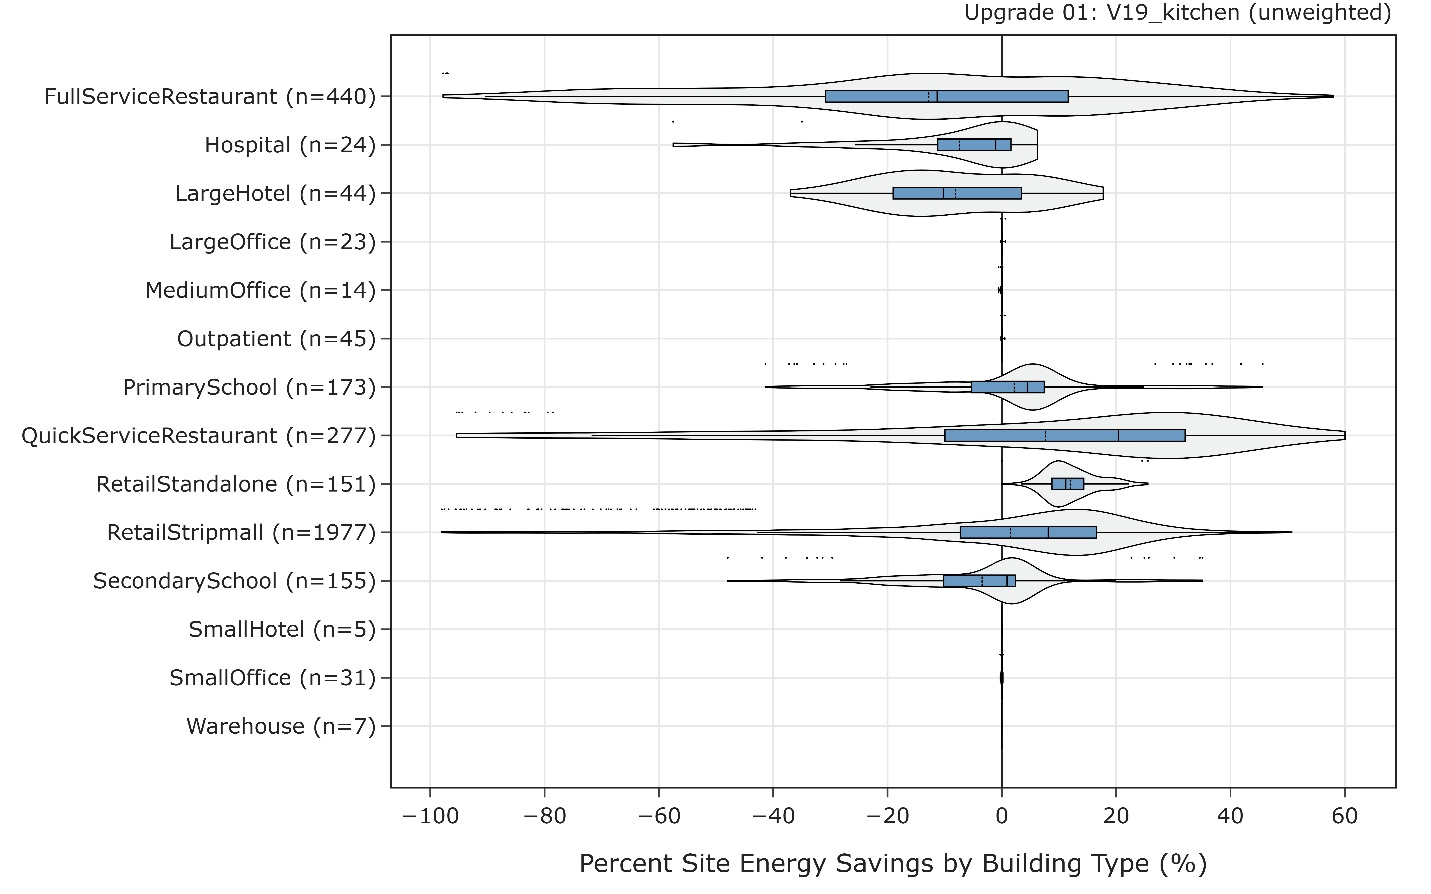 Upgrade 01: V19_kitchen (unweighted)
FullServiceRestaurant (n=440)
Hospital (n=24)
LargeHotel (n=44)
LargeOffice (n=23)
MediumOffice (n=14)
Outpatient (n=45)
PrimarySchool (n=173)
QuickServiceRestaurant (n=277)
RetailStandalone (n=151)
RetailStripmall (n=1977)
SecondarySchool (n=155)
SmallHotel (n=5)
SmallOffice (n=31)
Warehouse (n=7)
−100 −80 −60 −40 −20 0 20 40 60
Percent Site Energy Savings by Building Type (%)